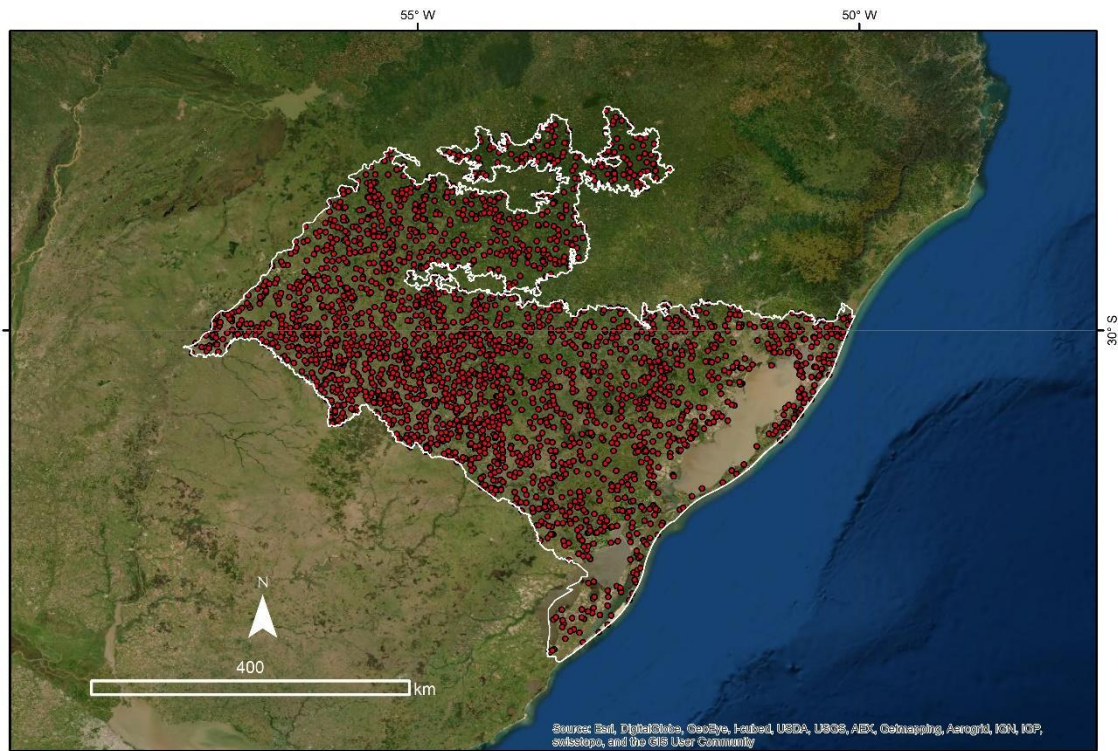 55° W
50° W
30° S
N
400
km
Source: Esri, DigitalGlobe, GeoEye, i-cubed, USDA, USGS, AEX, Getmapping, Aerogrid, IGN, IGP,
swisstopo, and the GIS User Community